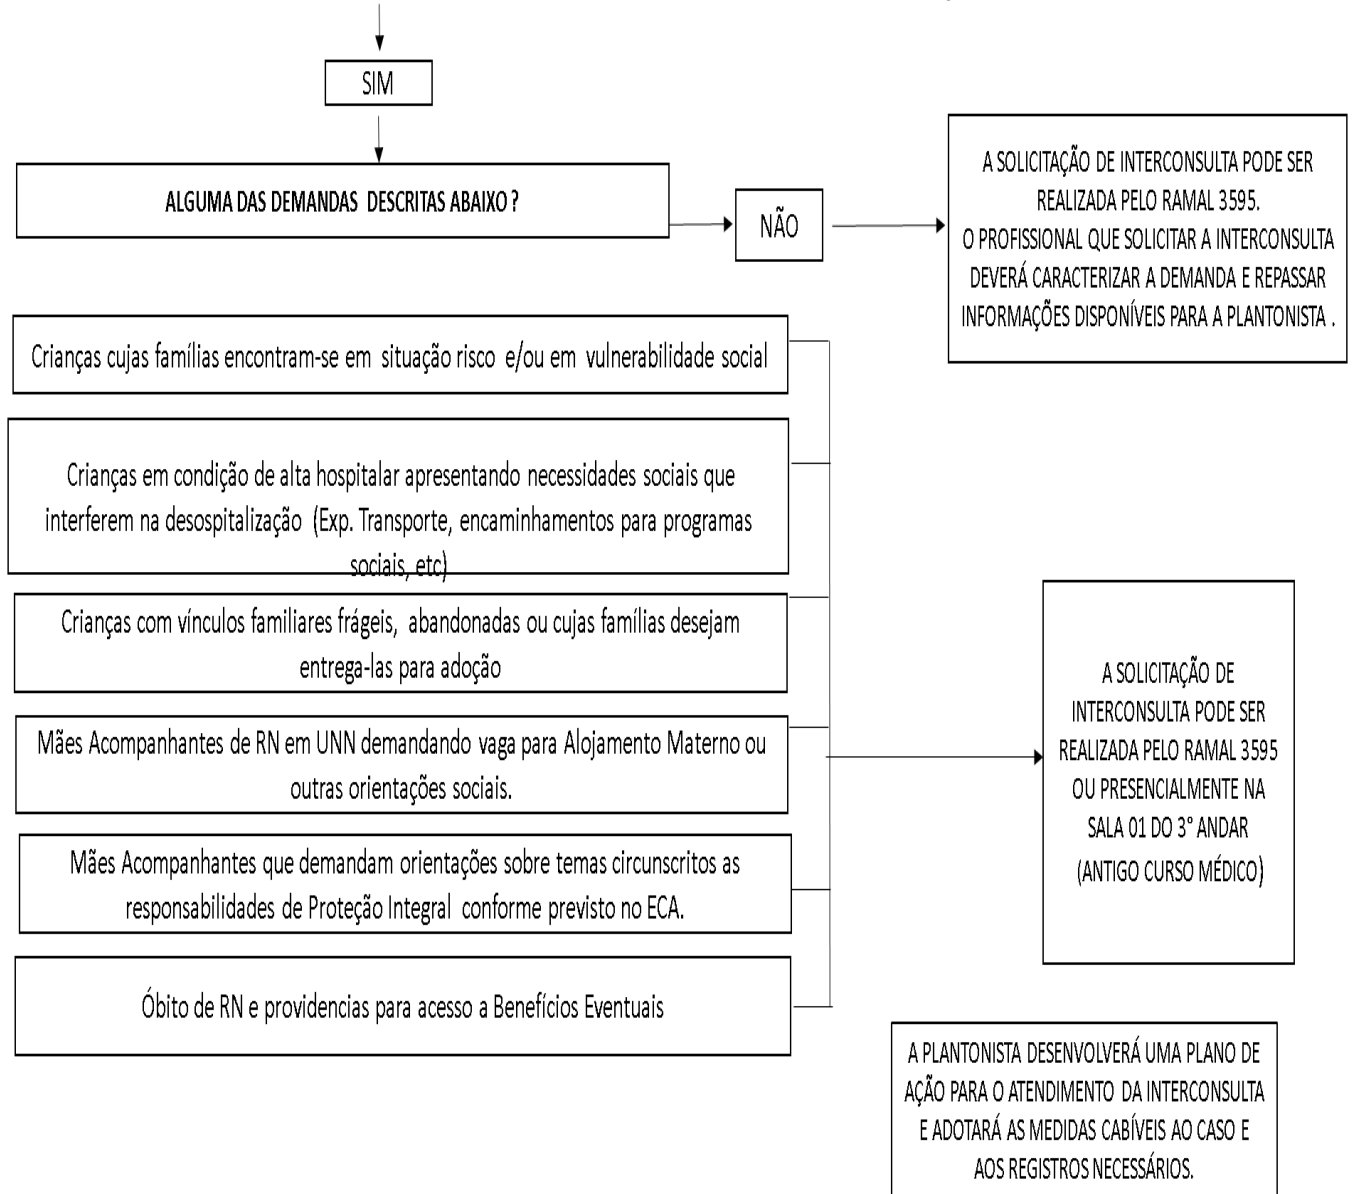 SIM
ALGUMA DAS DEMANDAS DESCRITAS ABAIXO ?
NÃO
A SOLICITAÇÃO DE INTERCONSULTA PODE SER
REALIZADA PELO RAMAL 3595.
O PROFISSIONAL QUE SOLICITAR A INTERCONSULTA
DEVERÁ CARACTERIZAR A DEMANDA E REPASSAR
INFORMAÇÕES DISPONÍVEIS PARA A PLANTONISTA .
Crianças cujas famílias encontram-se em situação risco e/ou em vulnerabilidade social
Crianças em condição de alta hospitalar apresentando necessidades sociais que
interferem na desospitalização (Exp. Transporte, encaminhamentos para programas
sociais, etc)
Crianças com vínculos familiares frágeis, abandonadas ou cujas famílias desejam
entrega-las para adoção
Mães Acompanhantes de RN em UNN demandando vaga para Alojamento Materno ou
outras orientações sociais.
Mães Acompanhantes que demandam orientações sobre temas circunscritos as
responsabilidades de Proteção Integral conforme previsto no ECA.
Óbito de RN e providencias para acesso a Benefícios Eventuais
A SOLICITAÇÃO DE
INTERCONSULTA PODE SER
REALIZADA PELO RAMAL 3595
OU PRESENCIALMENTE NA
SALA 01 DO 3° ANDAR
(ANTIGO CURSO MÉDICO)
A PLANTONISTA DESENVOLVERÁ UMA PLANO DE
AÇÃO PARA O ATENDIMENTO DA INTERCONSULTA
E ADOTARÁ AS MEDIDAS CABÍVEIS AO CASO E
AOS REGISTROS NECESSÁRIOS.